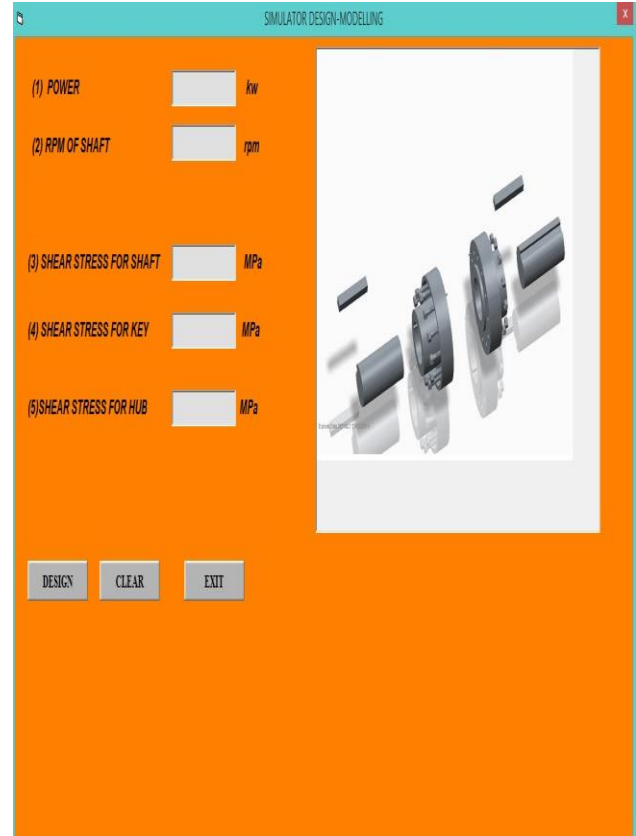 SIMULATOR DESIGN-MODELLING
x
(1) POWER kw
(2) RPM OF SHAFT rpm
(3) SHEAR STRESS FOR SHAFT MPa
(4) SHEAR STRESS FOR KEY MPa
(5)SHEAR STRESS FOR HUB MPa
DESIGN CLEAR EXIT